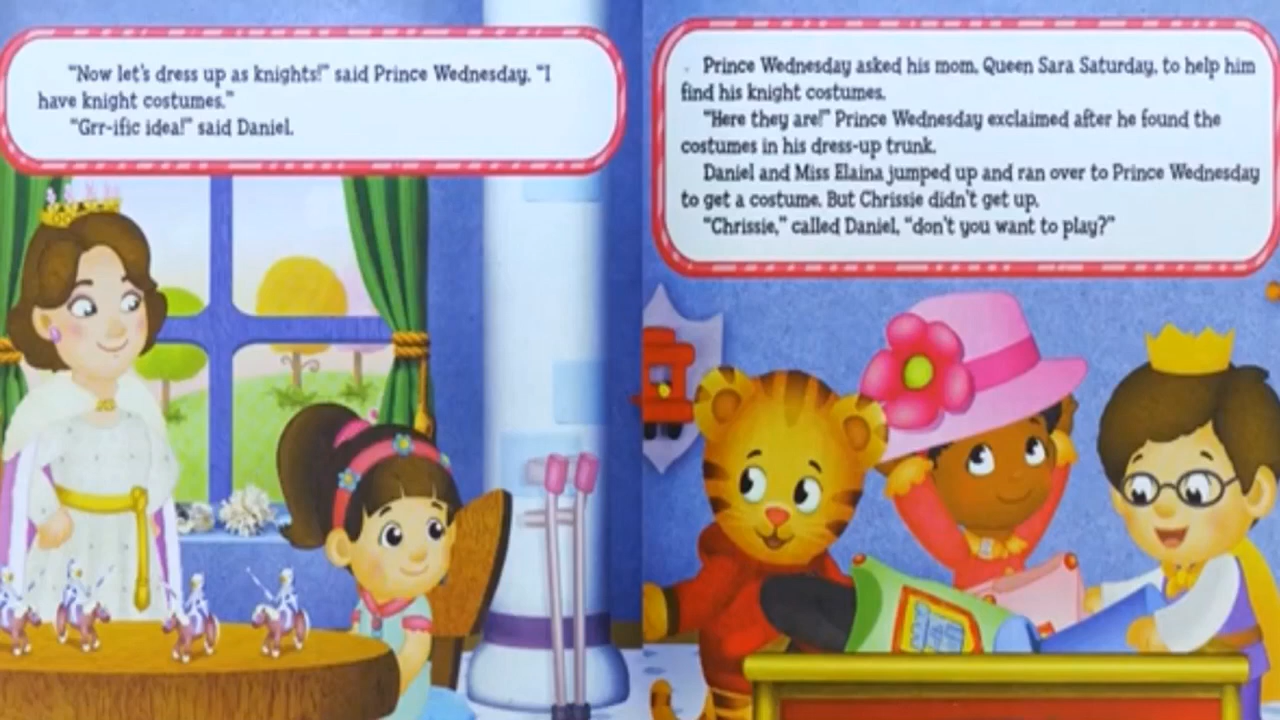 "Now let's dress up as knights!" said Prince Wednesday. "I
have knight costumes."
"Grr-ific idea!" said Daniel.
Prince Wednesday asked his mom, Queen Sara Saturday, to help him
find his knight costumes.
"Here they are!" Prince Wednesday exclaimed after he found the
costumes in his dress-up trunk.
Daniel and Miss Elaina jumped up and ran over to Prince Wednesday
to get a costume. But Chrissie didn't get up.
"Chrissie," called Daniel, "don't you want to play?"